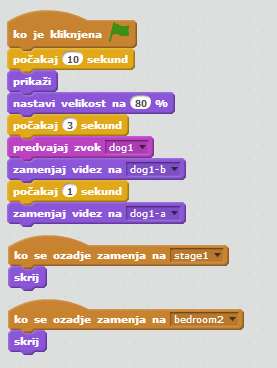 ko je kliknjena
počakaj 10 sekund
prikaži
nastavi velikost na 80 %
počakaj 3 sekund
predvajaj zvok dog1
zamenjaj videz na dog1-b
počakaj 1 sekund
zamenjaj videz na dog1-a
ko se ozadje zamenja na stage1
skrij
ko se ozadje zamenja na bedroom2
skrij